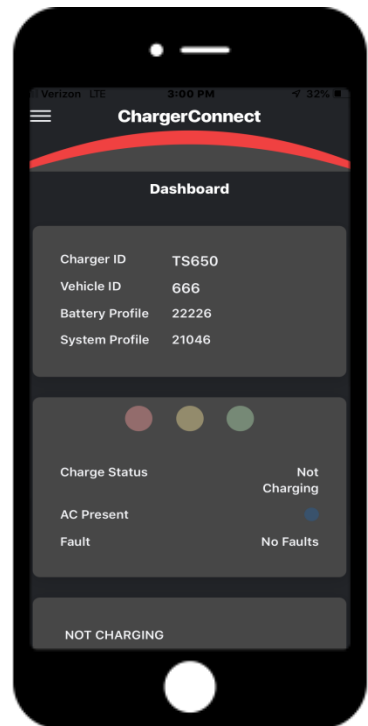 Verizon LTE 3:00 PM 32%
ChargerConnect
Dashboard
Charger ID TS650
Vehicle ID 666
Battery Profile 22226
System Profile 21046
Charge Status Not
Charging
AC Present
Fault No Faults
NOT CHARGING